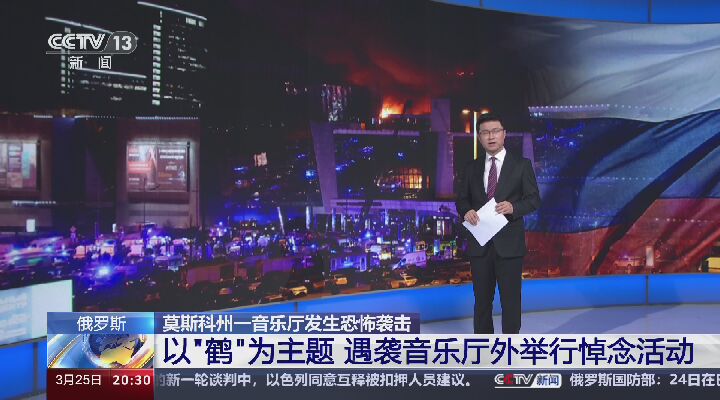 CCTV 13
新闻
俄罗斯
莫斯科州一音乐厅发生恐怖袭击
以"鹤"为主题 遇袭音乐厅外举行悼念活动
3月25日 20:30 的新一轮谈判中，以色列同意互释被扣押人员建议。 CCTV新闻 俄罗斯国防部：24日在